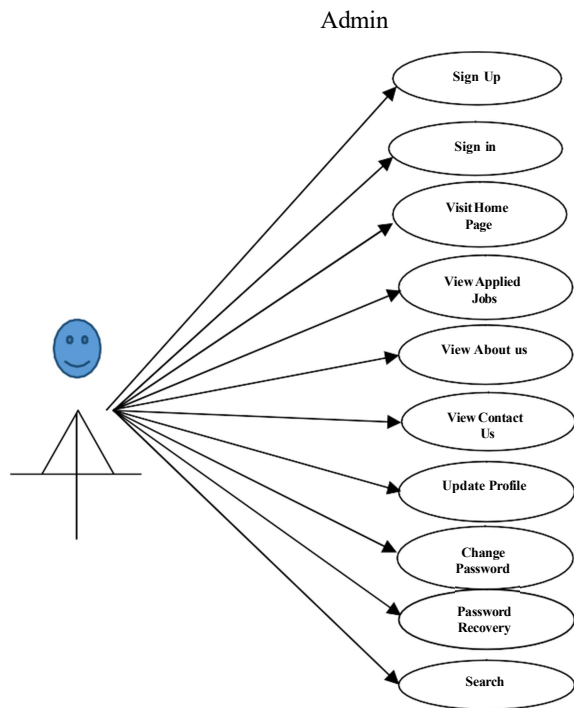 Admin
Sign Up
Sign in
Visit Home
Page
View Applied
Jobs
View About us
View Contact
Us
Update Profile
Change
Password
Password
Recovery
Search